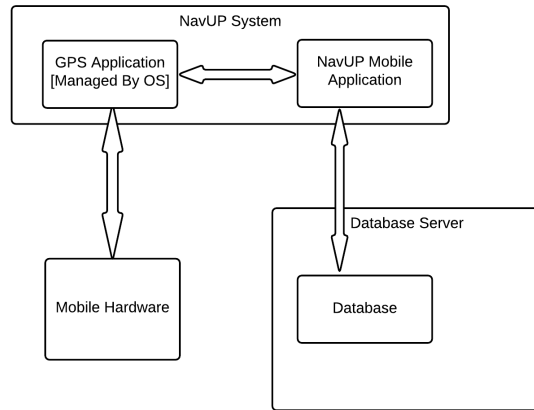 NavUP System
GPS Application
[Managed By OS]
NavUP Mobile
Application
Database Server
Mobile Hardware
Database